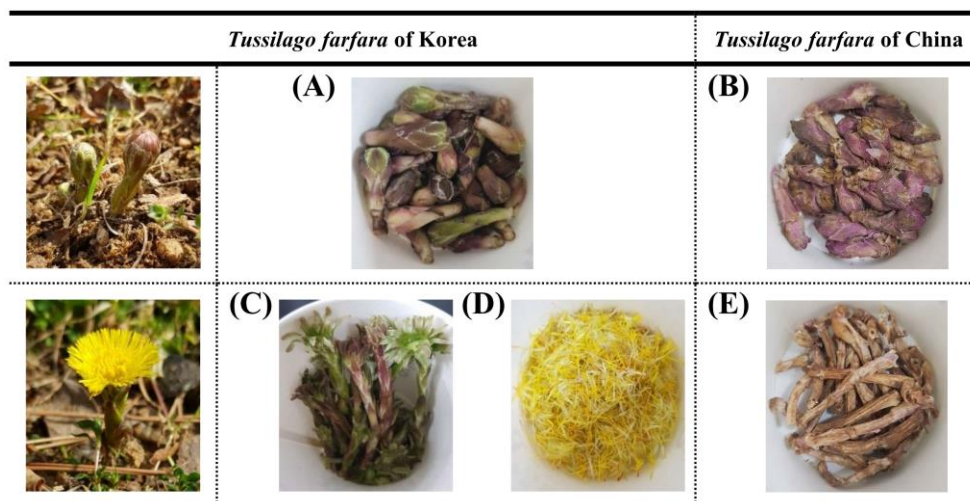 Tussilago farfara of Korea
Tussilago farfara of China
(A)
(B)
(C)
(D)
(E)